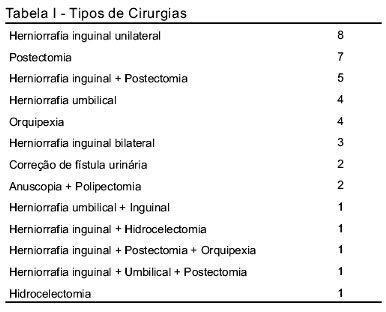 Tabela I - Tipos de Cirurgias
Herniorrafia inguinal unilateral 8
Postectomia 7
Herniorrafia inguinal + Postectomia 5
Herniorrafia umbilical 4
Orquipexia 4
Herniorrafia inguinal bilateral 3
Correção de fístula urinária 2
Anuscopia + Polipectomia 2
Herniorrafia umbilical + Inguinal 1
Herniorrafia inguinal + Hidrocelectomia 1
Herniorrafia inguinal + Postectomia + Orquipexia 1
Herniorrafia inguinal + Umbilical + Postectomia 1
Hidrocelectomia 1